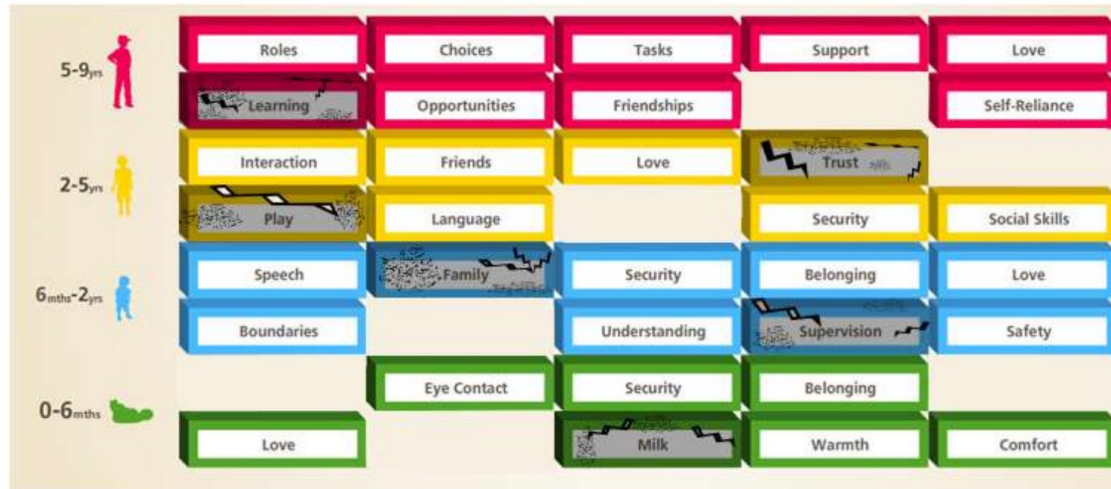 5-9yrs
Roles Choices Tasks Support Love
Learning Opportunities Friendships Self-Reliance
2-5yrs
Interaction Friends Love Trust
Play Language Security Social Skills
6mths-2yrs
Speech Family Security Belonging Love
Boundaries Understanding Supervision Safety
0-6mths
Eye Contact Security Belonging
Love Milk Warmth Comfort